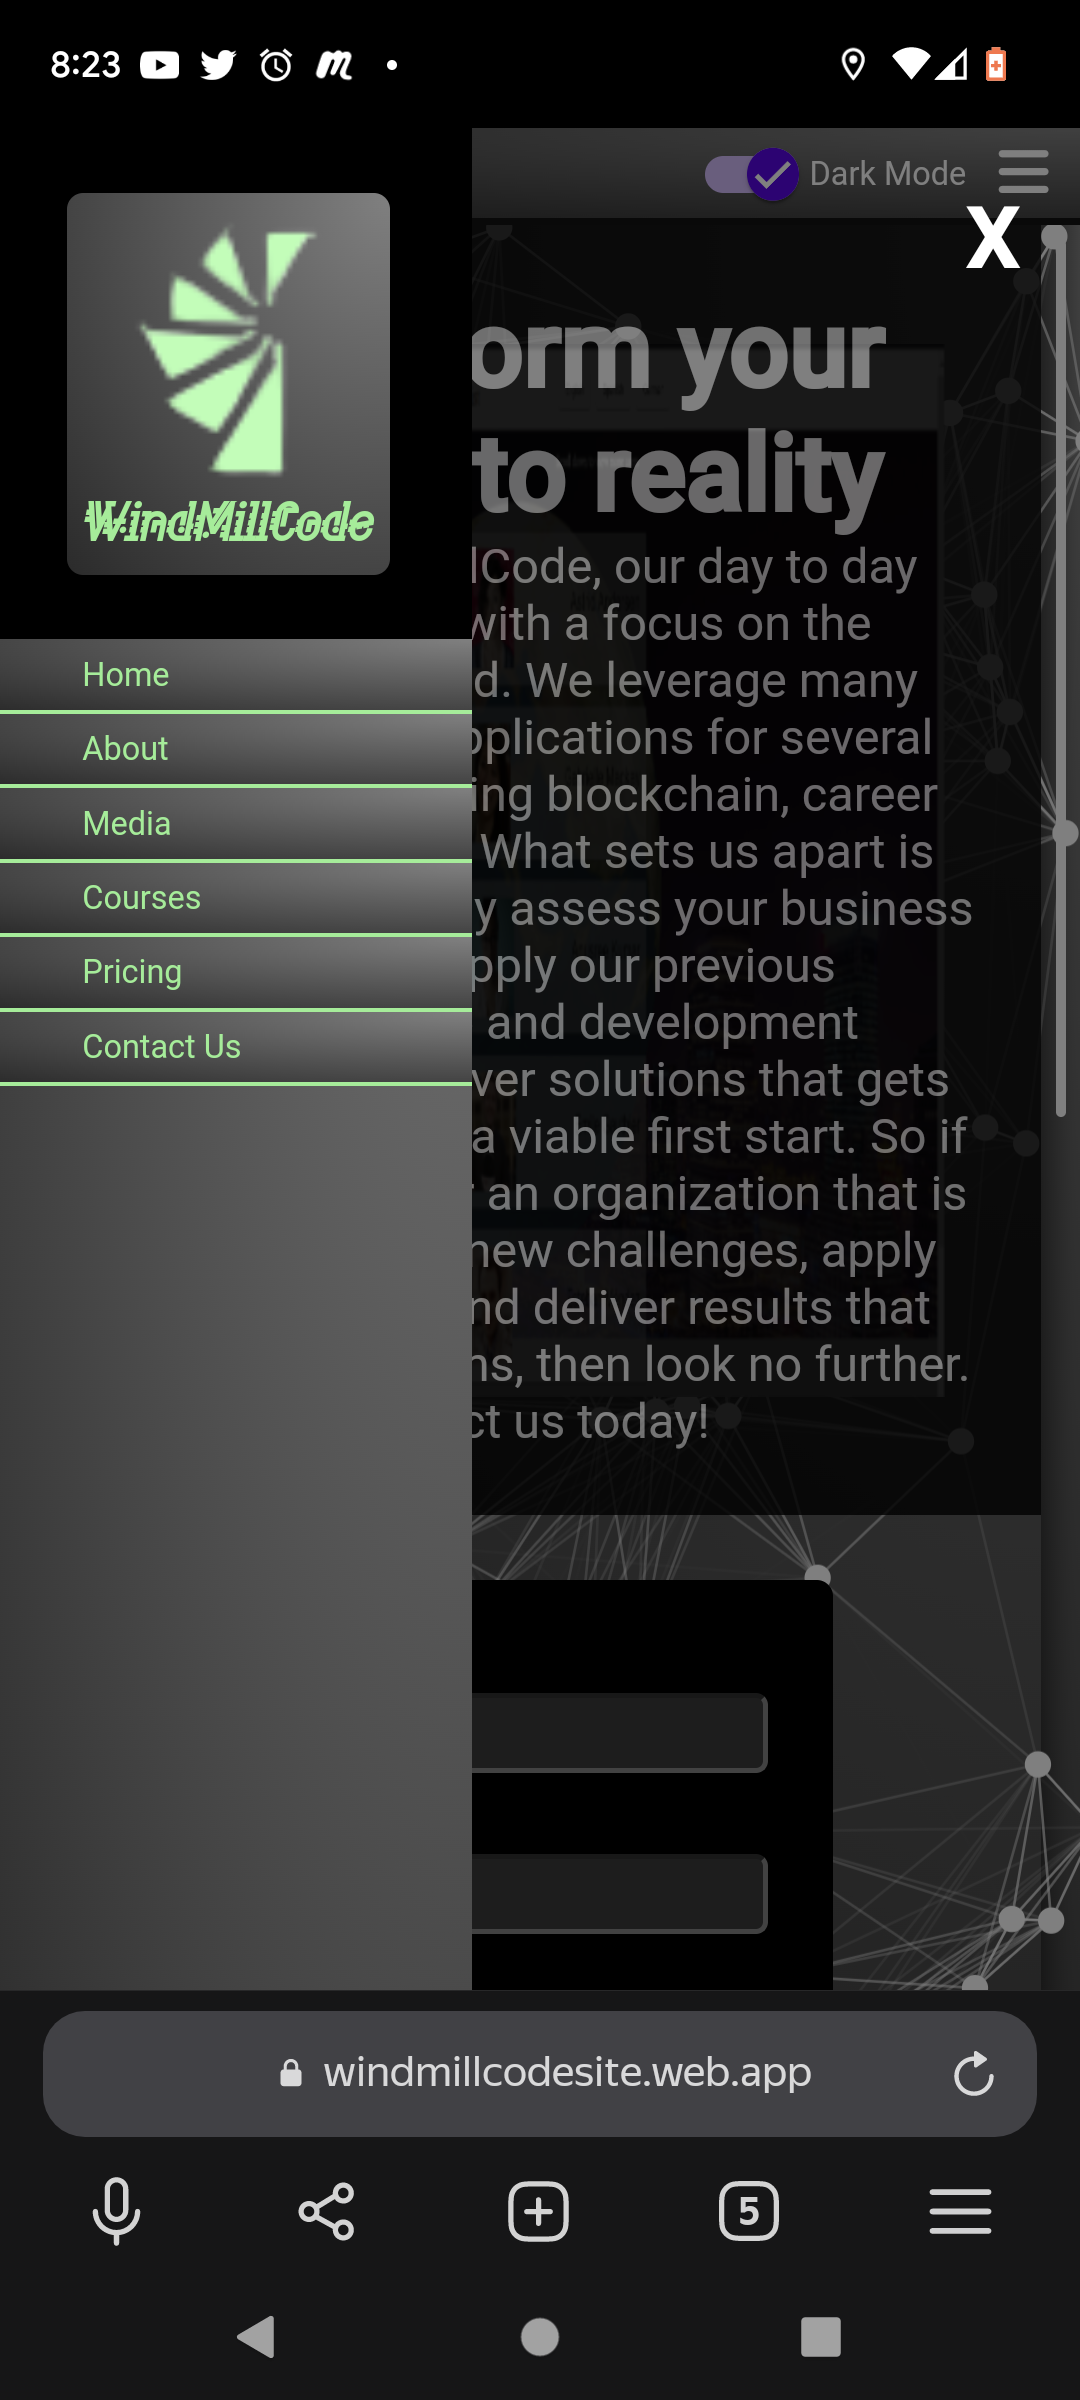 8:23
Dark Mode
X
WindMillCode
Home
About
Media
Courses
Pricing
Contact Us
orm your
to reality
lCode, our day to day
with a focus on the
d. We leverage many
pplications for several
ing blockchain, career
What sets us apart is
y assess your business
pply our previous
and development
ver solutions that gets
a viable first start. So if
an organization that is
new challenges, apply
nd deliver results that
ns, then look no further.
ct us today!
windmillcodesite.web.app
5